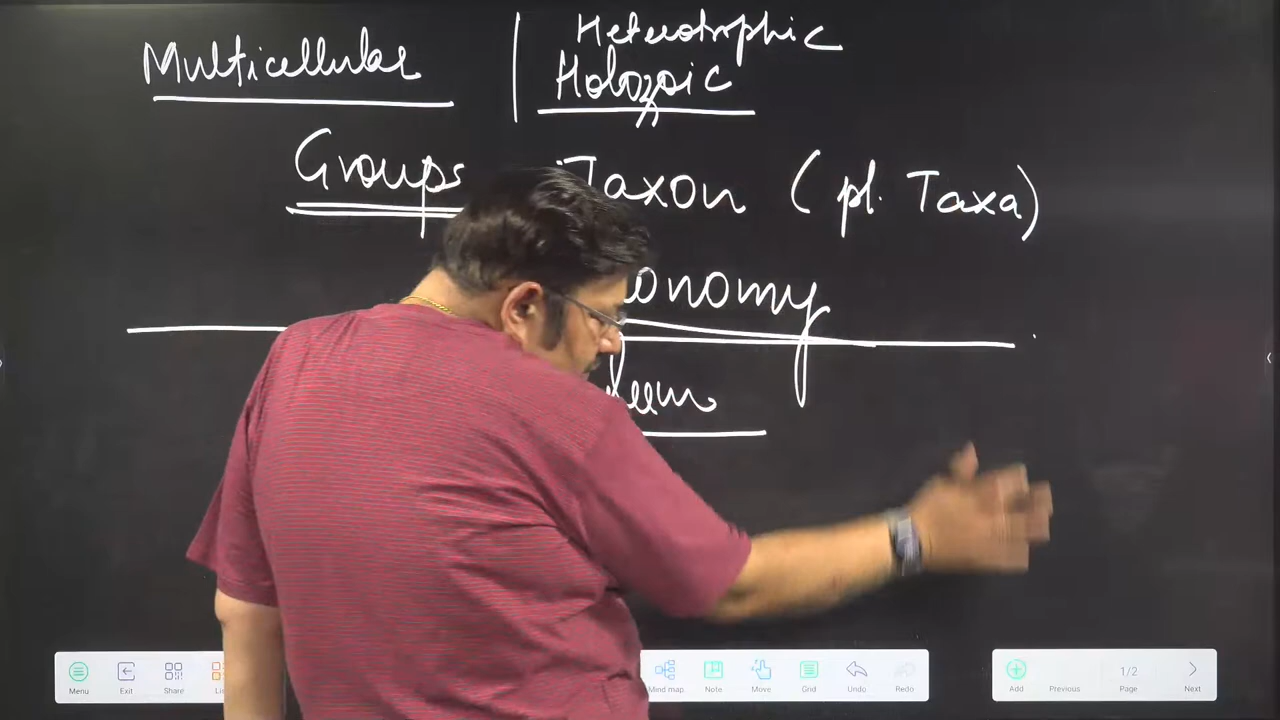 Multicellular | Heterotrophic
Holozoic
Groups Taxon (pl. Taxa)
onomy
Menu Exit Share Mind map Note Move Grid Undo Redo Add Previous 1/2 Page Next